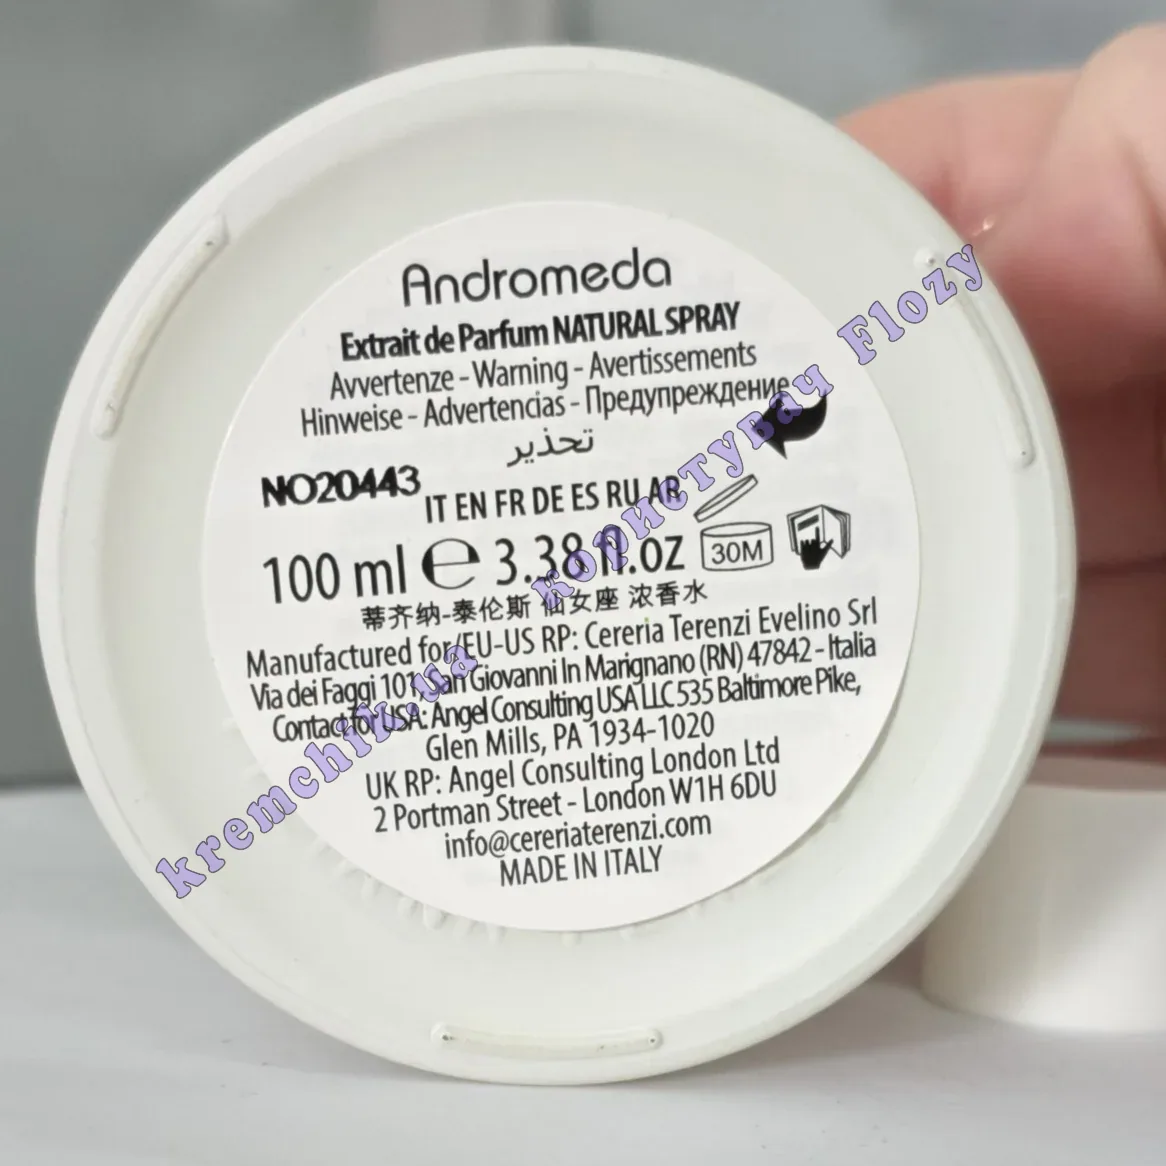 Andromeda
Extrait de Parfum NATURAL SPRAY
Avvertenze - Warning - Avertissements
Hinweise - Advertencias - Предупреждение
تحذير
NO20443
IT EN FR DE ES RU AR
100 ml ℮ 3.38 fl.oz
30M
蒂齐纳-泰伦斯 仙女座 浓香水
Manufactured for/EU-US RP: Cereria Terenzi Evelino Srl
Via dei Faggi 101, San Giovanni In Marignano (RN) 47842 - Italia
Contact for USA: Angel Consulting USA LLC 535 Baltimore Pike,
Glen Mills, PA 1934-1020
UK RP: Angel Consulting London Ltd
2 Portman Street - London W1H 6DU
info@cereriaterenzi.com
MADE IN ITALY
kremchik.ua користувач Flozy